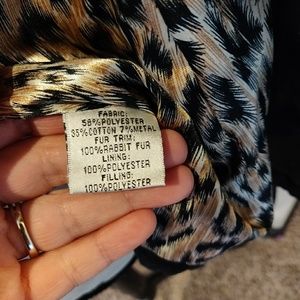 FABRIC:
58%POLYESTER
35%COTTON 7%METAL
FUR TRIM:
100%RABBIT FUR
LINING:
100%POLYESTER
FILLING:
100%POLYESTER